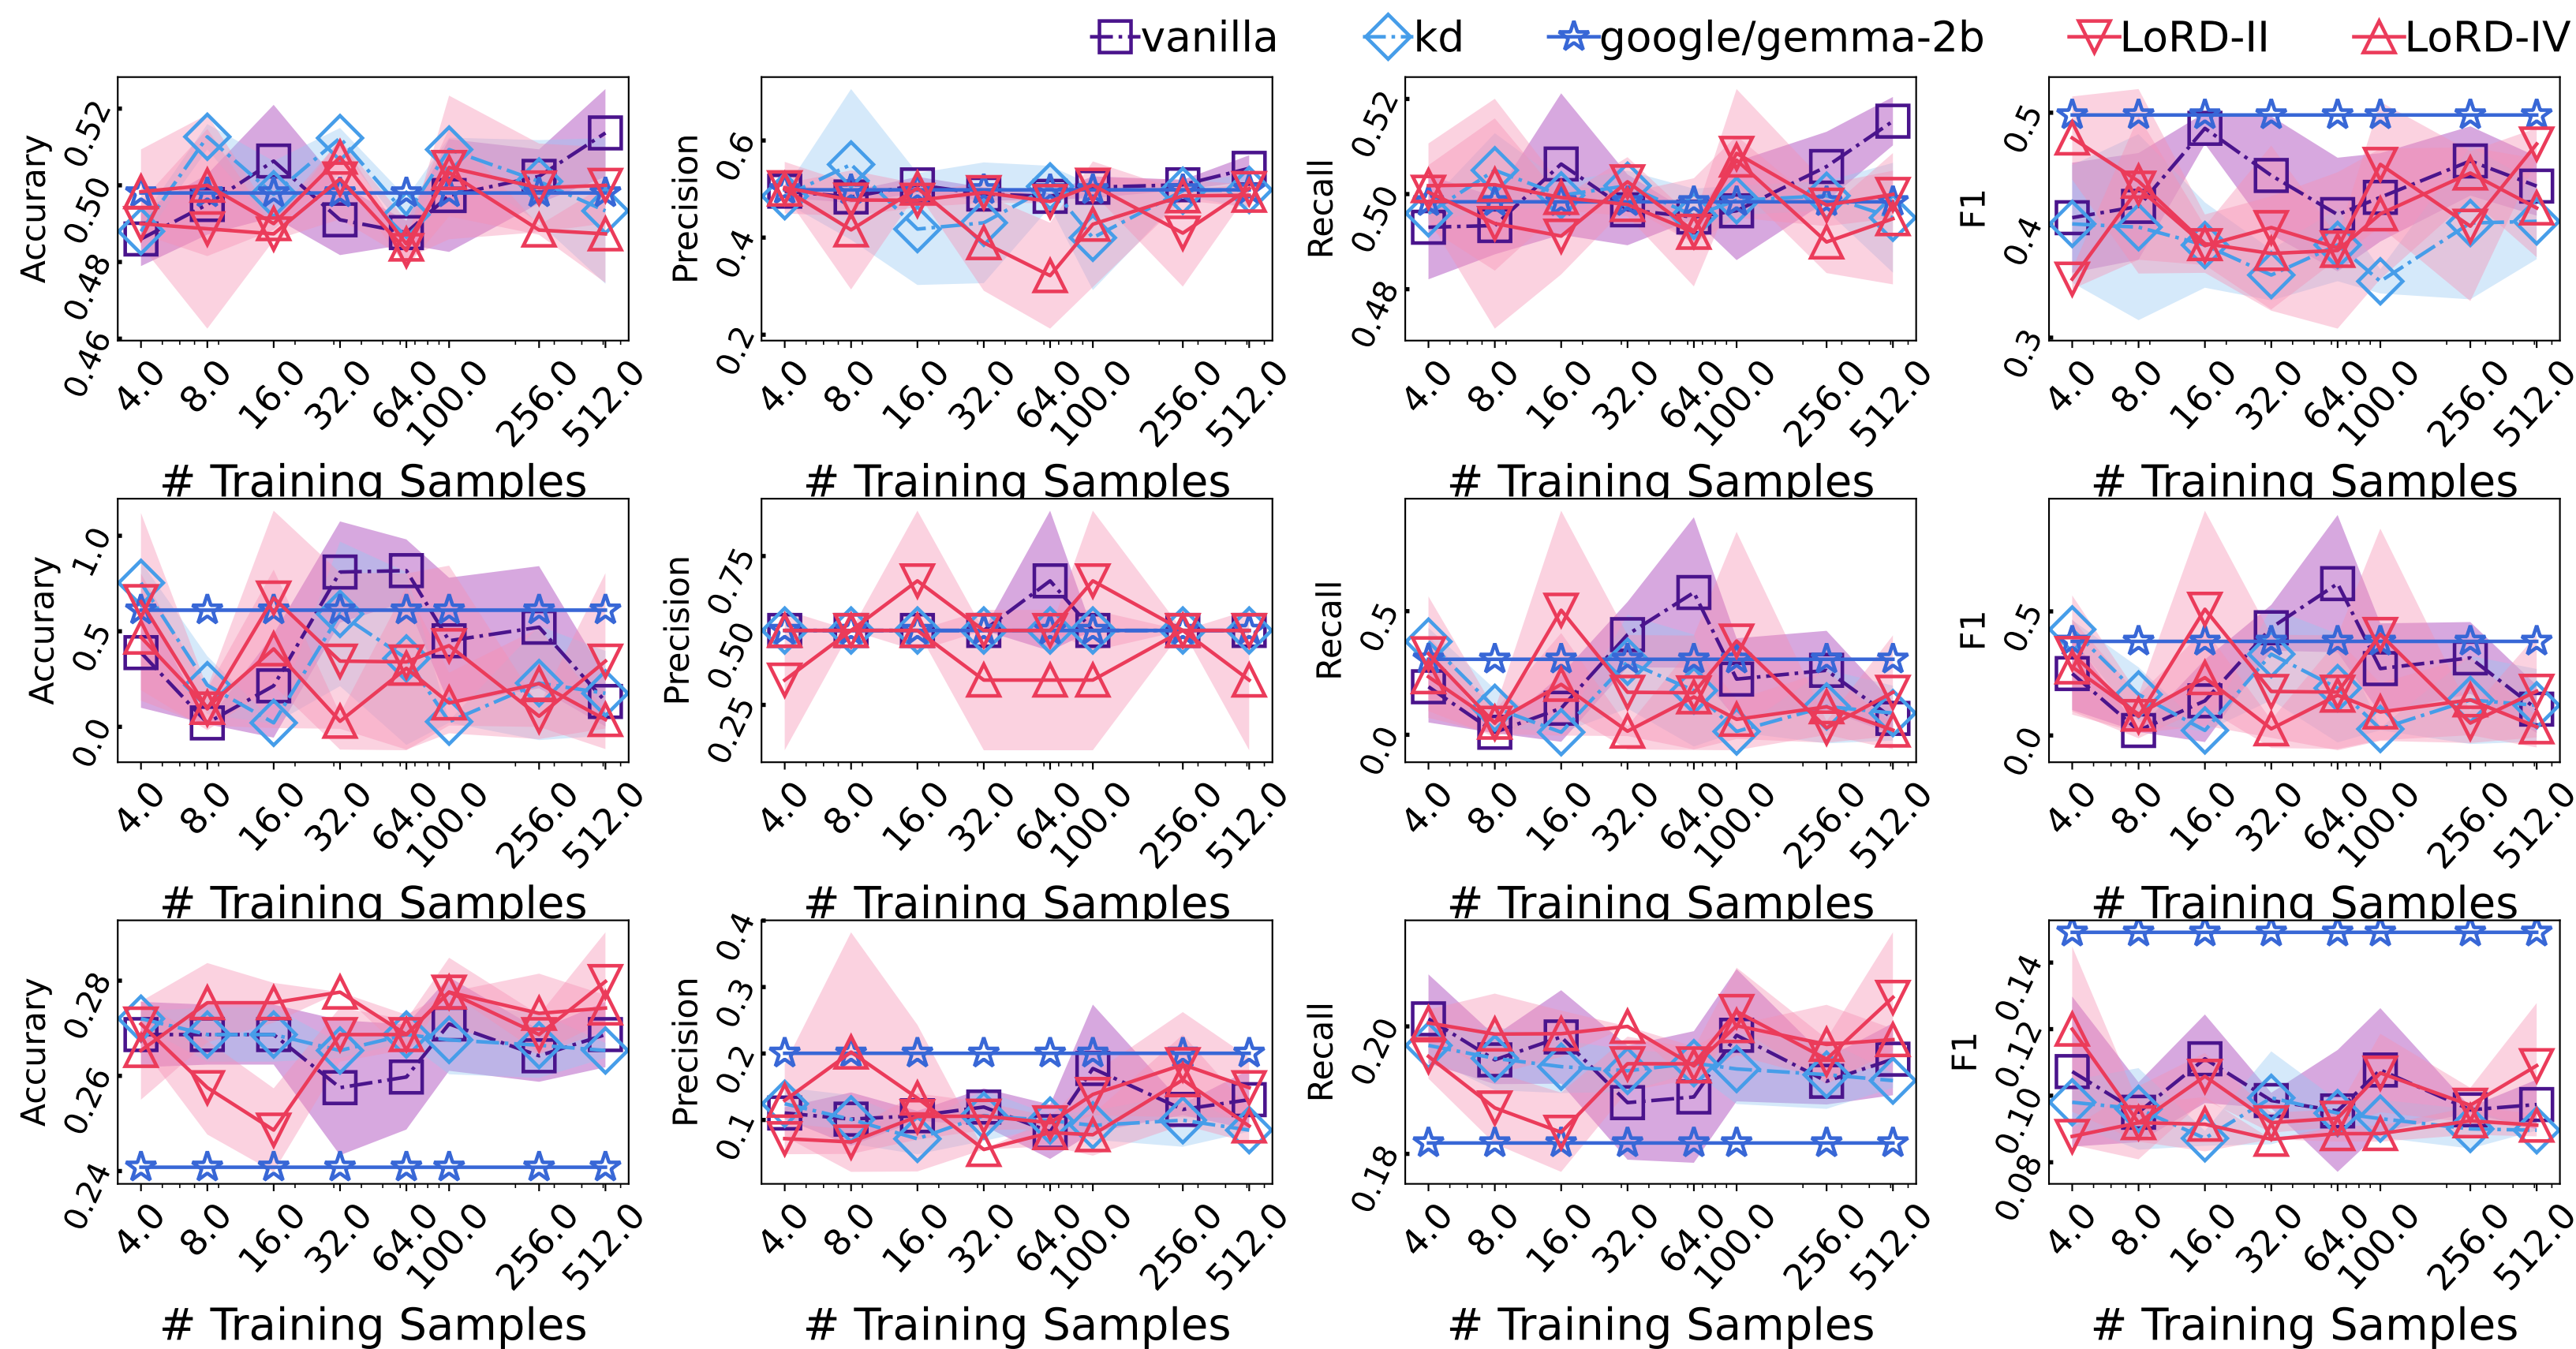 vanilla kd google/gemma-2b LoRD-II LoRD-IV
Accurary
0.52
0.50
0.48
0.46
4.0 8.0 16.0 32.0 64.0 100.0 256.0 512.0
# Training Samples
Precision
0.6
0.4
0.2
4.0 8.0 16.0 32.0 64.0 100.0 256.0 512.0
# Training Samples
Recall
0.52
0.50
0.48
4.0 8.0 16.0 32.0 64.0 100.0 256.0 512.0
# Training Samples
F1
0.5
0.4
0.3
4.0 8.0 16.0 32.0 64.0 100.0 256.0 512.0
# Training Samples
Accurary
1.0
0.5
0.0
4.0 8.0 16.0 32.0 64.0 100.0 256.0 512.0
# Training Samples
Precision
0.75
0.50
0.25
4.0 8.0 16.0 32.0 64.0 100.0 256.0 512.0
# Training Samples
Recall
0.5
0.0
4.0 8.0 16.0 32.0 64.0 100.0 256.0 512.0
# Training Samples
F1
0.5
0.0
4.0 8.0 16.0 32.0 64.0 100.0 256.0 512.0
# Training Samples
Accurary
0.28
0.26
0.24
4.0 8.0 16.0 32.0 64.0 100.0 256.0 512.0
# Training Samples
Precision
0.4
0.3
0.2
0.1
4.0 8.0 16.0 32.0 64.0 100.0 256.0 512.0
# Training Samples
Recall
0.20
0.18
4.0 8.0 16.0 32.0 64.0 100.0 256.0 512.0
# Training Samples
F1
0.14
0.12
0.10
0.08
4.0 8.0 16.0 32.0 64.0 100.0 256.0 512.0
# Training Samples